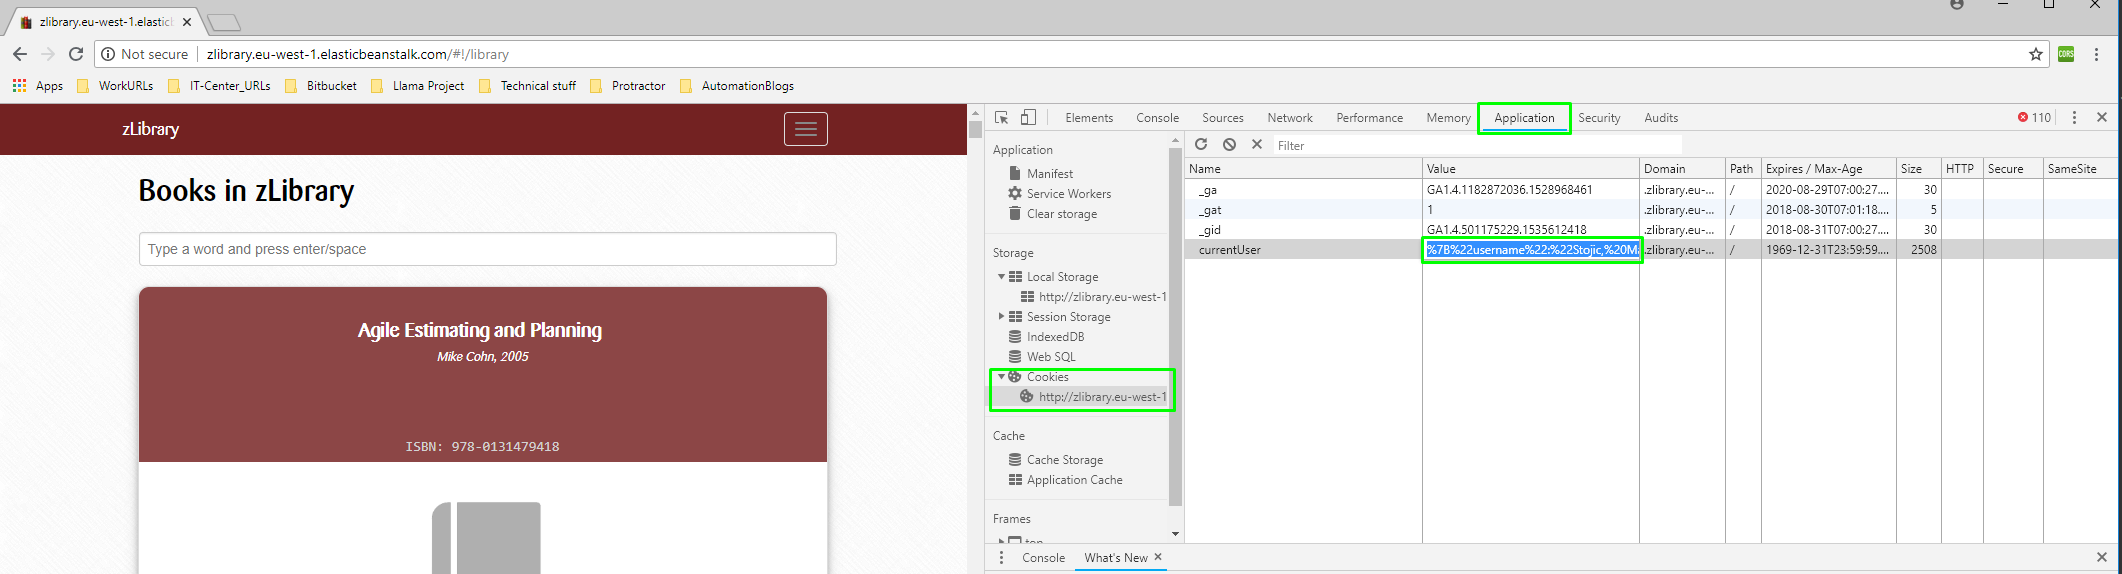 zlibrary.eu-west-1.elasticb
Not secure zlibrary.eu-west-1.elasticbeanstalk.com/#!/library CORS
Apps WorkURLs IT-Center_URLs Bitbucket Llama Project Technical stuff Protractor AutomationBlogs
zLibrary
Books in zLibrary
Type a word and press enter/space
Agile Estimating and Planning
Mike Cohn, 2005
ISBN: 978-0131479418
Elements Console Sources Network Performance Memory Application Security Audits 110
Application
Manifest
Service Workers
Clear storage
Storage
Local Storage
http://zlibrary.eu-west-1
Session Storage
IndexedDB
Web SQL
Cookies
http://zlibrary.eu-west-1
Cache
Cache Storage
Application Cache
Frames
top
Filter
Name Value Domain Path Expires / Max-Age Size HTTP Secure SameSite
_ga GA1.4.1182872036.1528968461 .zlibrary.eu-... / 2020-08-29T07:00:27.... 30
_gat 1 .zlibrary.eu-... / 2018-08-30T07:01:18.... 5
_gid GA1.4.501175229.1535612418 .zlibrary.eu-... / 2018-08-31T07:00:27.... 30
currentUser %7B%22username%22:%22Stojic,%20M .zlibrary.eu-... / 1969-12-31T23:59:59.... 2508
Console What's New